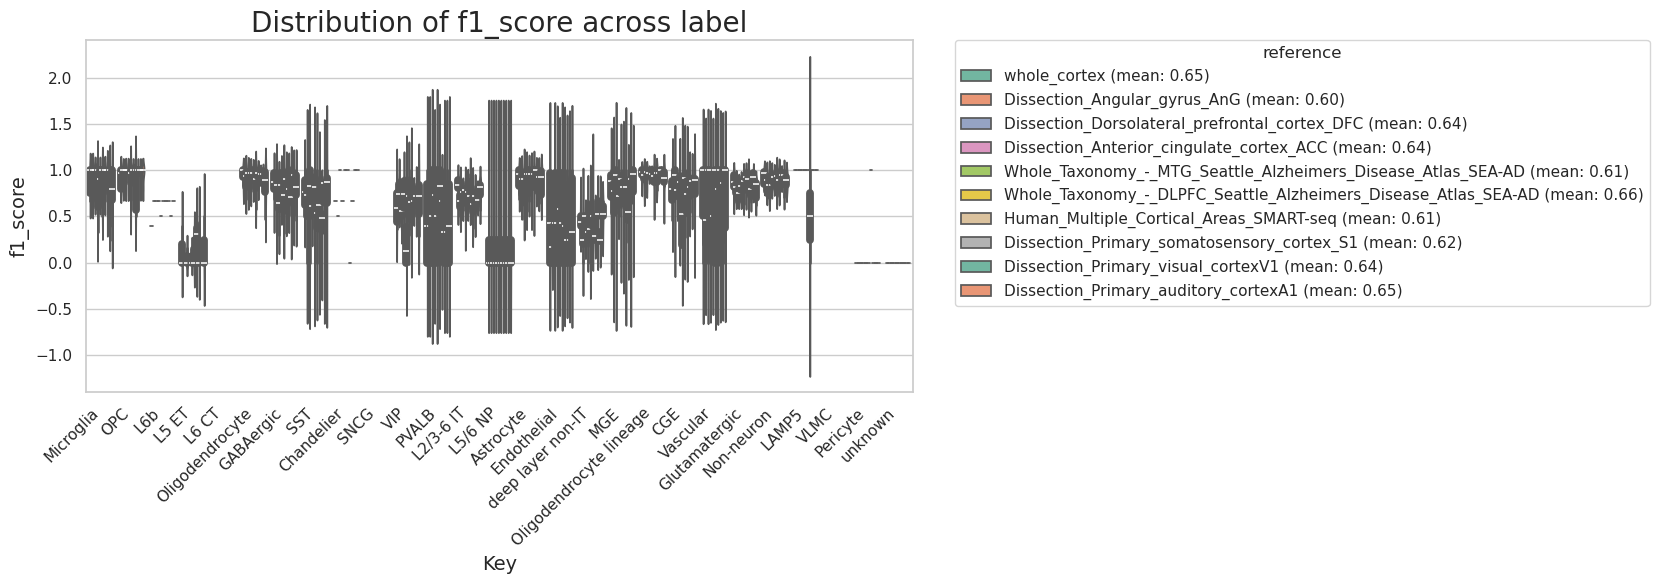 Distribution of f1_score across label
f1_score
2.0
1.5
1.0
0.5
0.0
−0.5
−1.0
Microglia
OPC
L6b
L5 ET
L6 CT
Oligodendrocyte
GABAergic
SST
Chandelier
SNCG
VIP
PVALB
L2/3-6 IT
L5/6 NP
Astrocyte
Endothelial
deep layer non-IT
MGE
Oligodendrocyte lineage
CGE
Vascular
Glutamatergic
Non-neuron
LAMP5
VLMC
Pericyte
unknown
Key
reference
whole_cortex (mean: 0.65)
Dissection_Angular_gyrus_AnG (mean: 0.60)
Dissection_Dorsolateral_prefrontal_cortex_DFC (mean: 0.64)
Dissection_Anterior_cingulate_cortex_ACC (mean: 0.64)
Whole_Taxonomy_-_MTG_Seattle_Alzheimers_Disease_Atlas_SEA-AD (mean: 0.61)
Whole_Taxonomy_-_DLPFC_Seattle_Alzheimers_Disease_Atlas_SEA-AD (mean: 0.66)
Human_Multiple_Cortical_Areas_SMART-seq (mean: 0.61)
Dissection_Primary_somatosensory_cortex_S1 (mean: 0.62)
Dissection_Primary_visual_cortexV1 (mean: 0.64)
Dissection_Primary_auditory_cortexA1 (mean: 0.65)